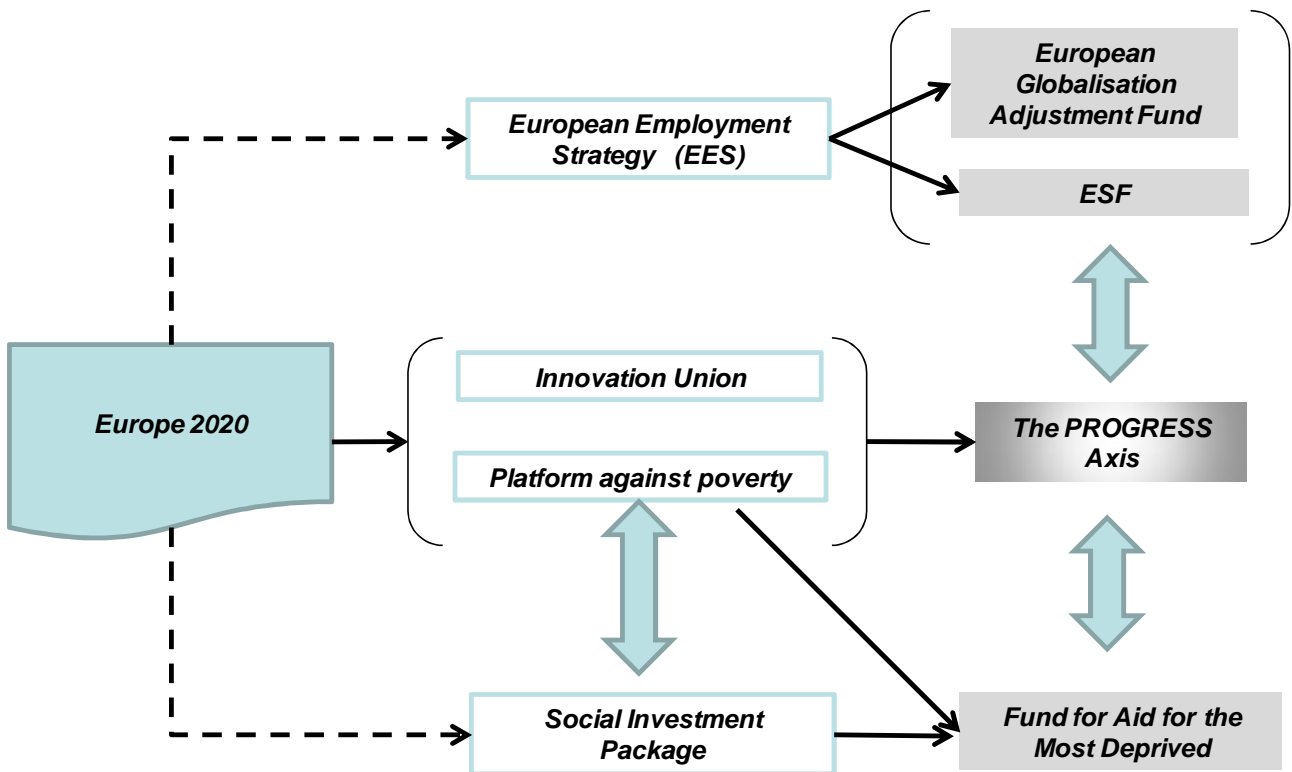 European
Globalisation
Adjustment Fund
European Employment
Strategy (EES)
ESF
Innovation Union
Europe 2020
The PROGRESS
Axis
Platform against poverty
Social Investment
Package
Fund for Aid for the
Most Deprived